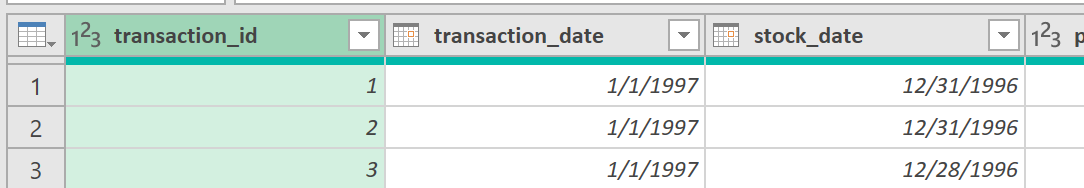 1²3 transaction_id transaction_date stock_date 1²3 p
1 1 1/1/1997 12/31/1996
2 2 1/1/1997 12/31/1996
3 3 1/1/1997 12/28/1996